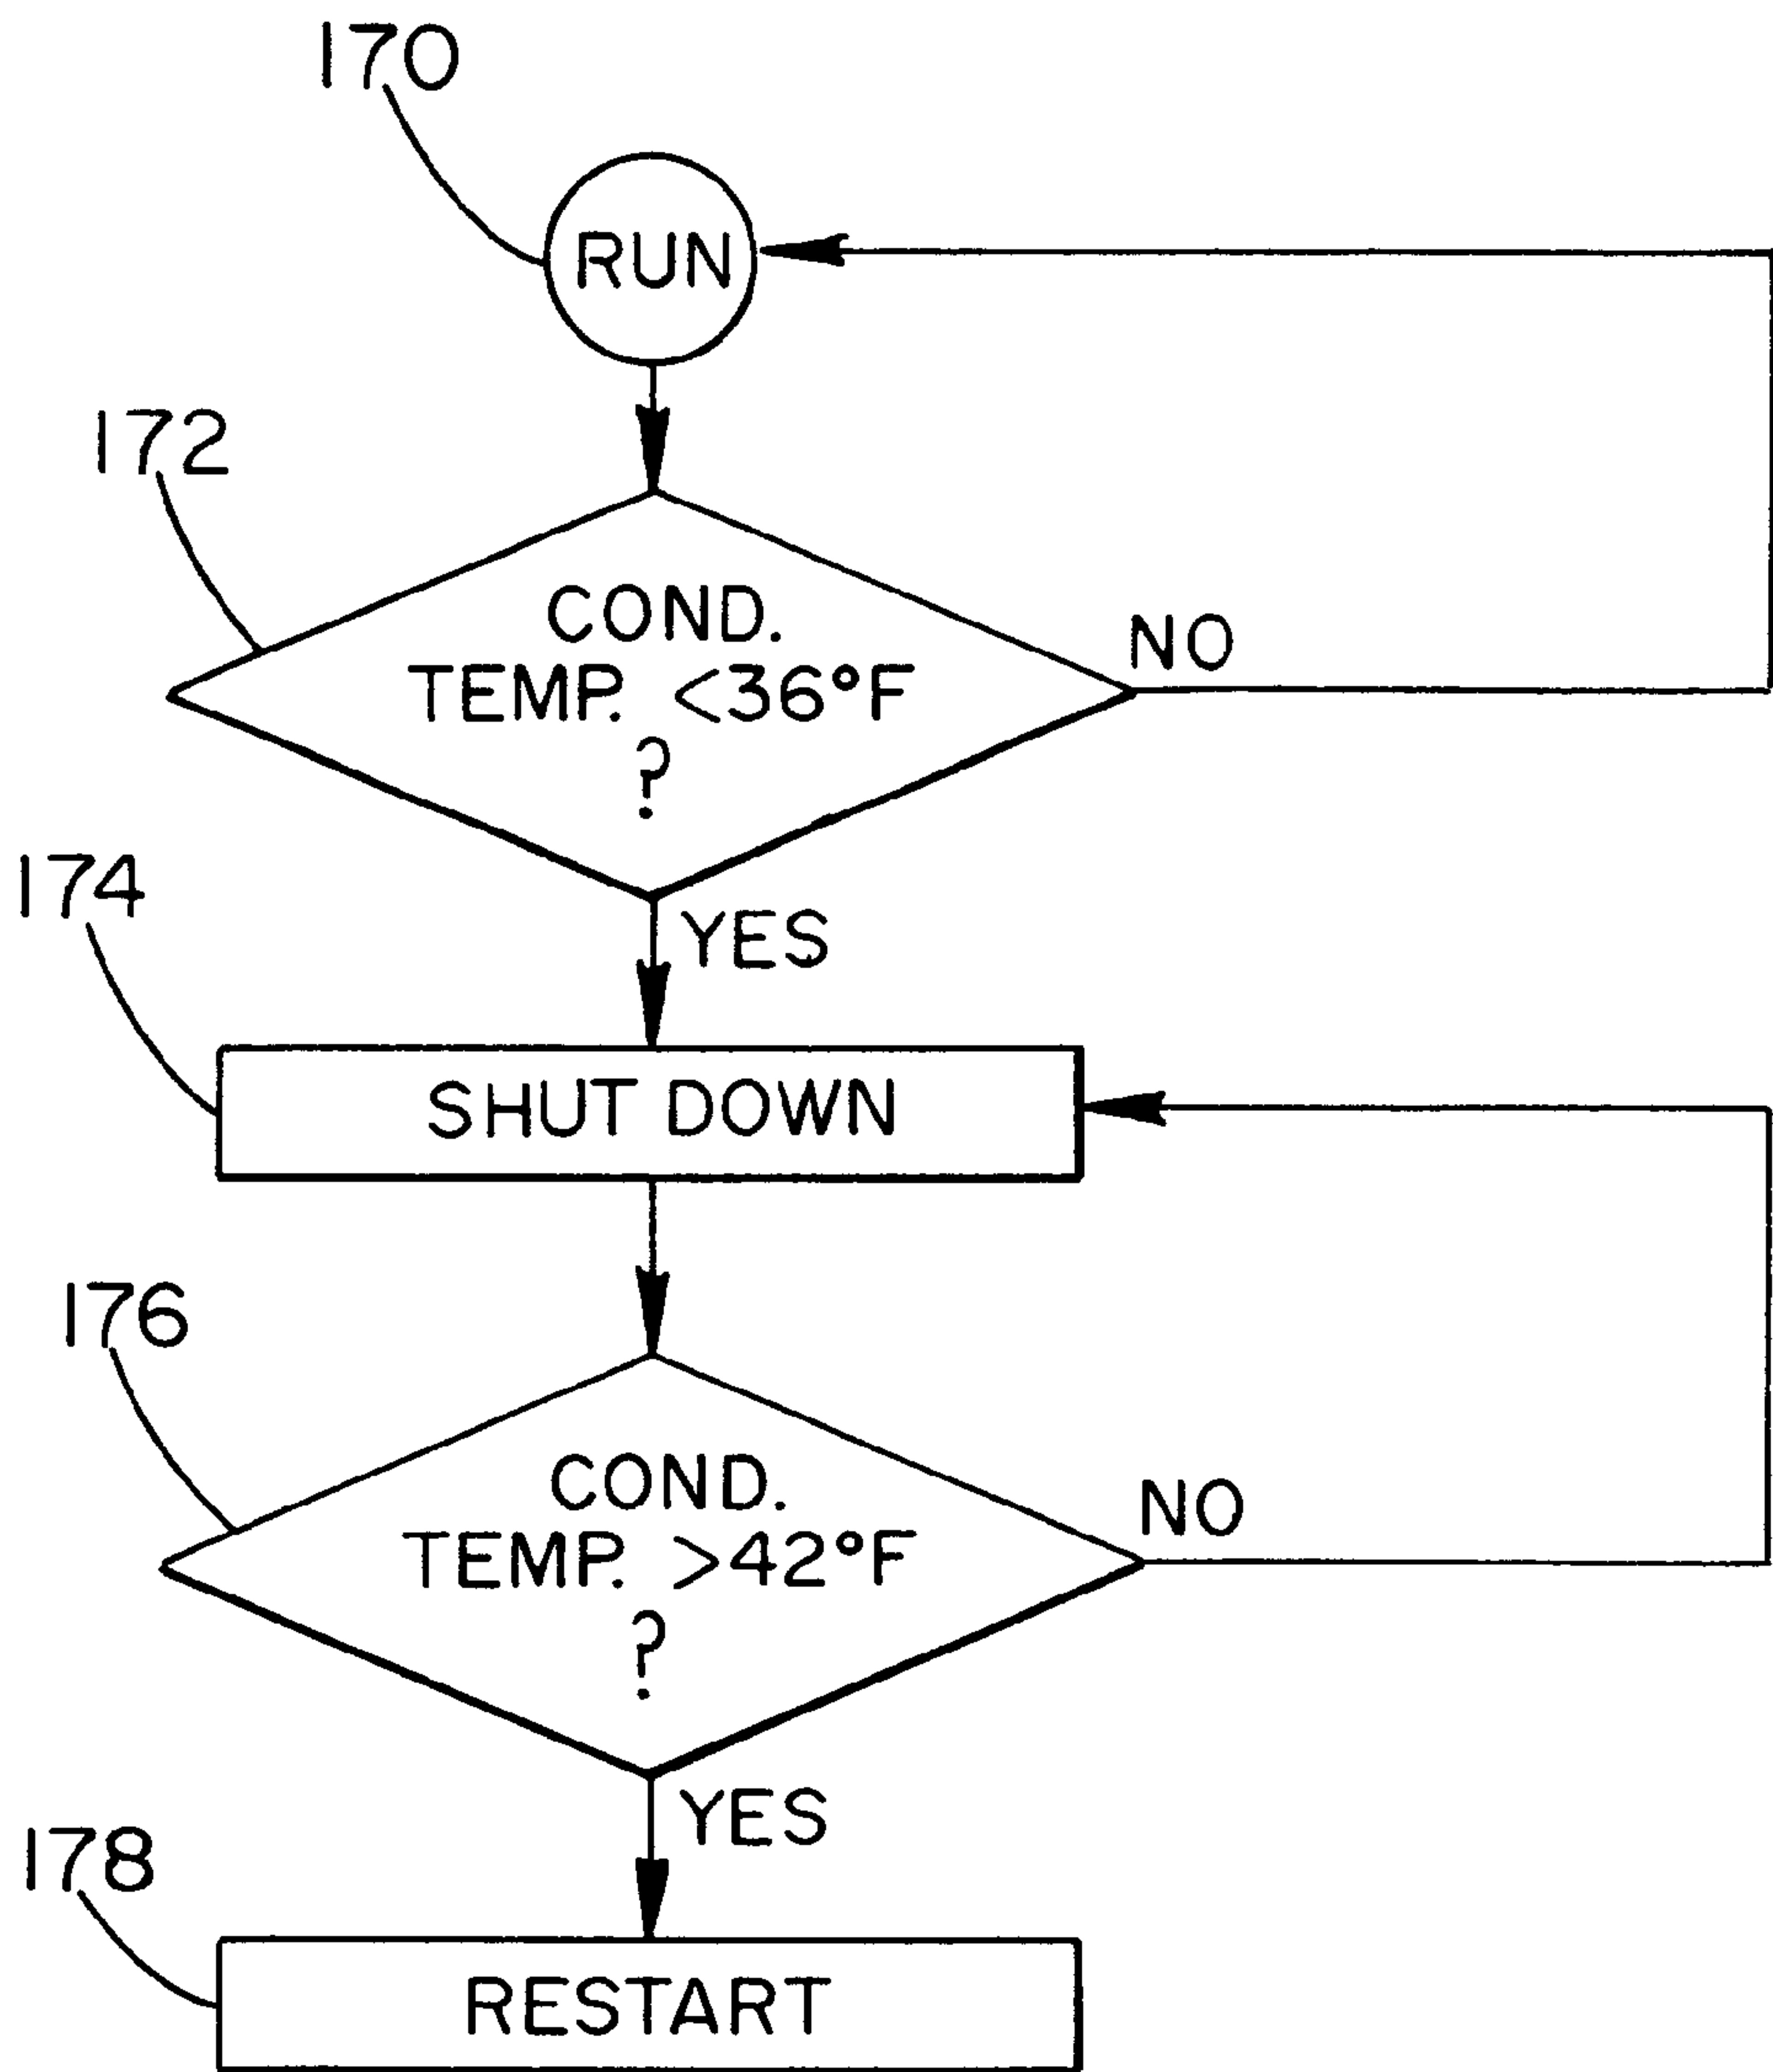 170
RUN
172
COND.
TEMP. <36°F
?
NO
YES
174
SHUT DOWN
176
COND.
TEMP. >42°F
?
NO
YES
178
RESTART